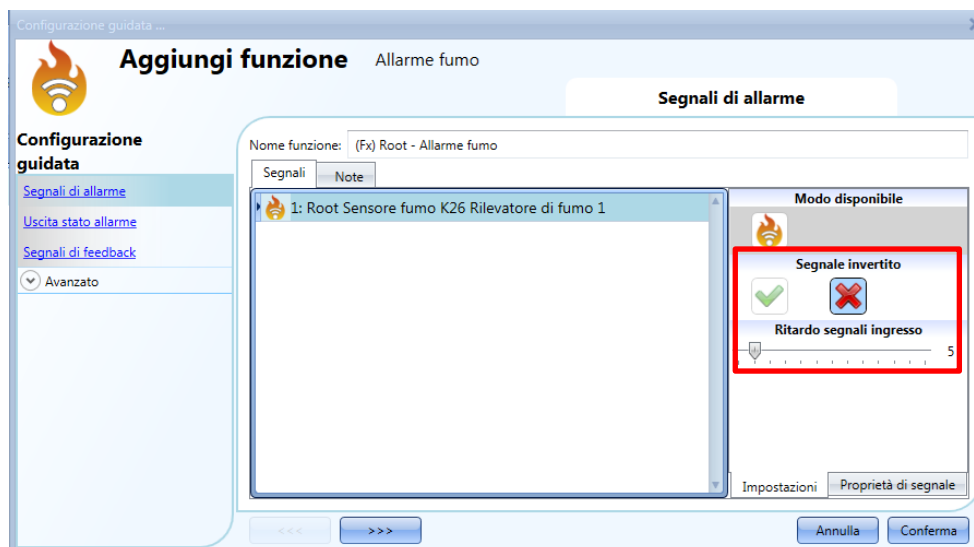 Configurazione guidata ...
Aggiungi funzione Allarme fumo
Segnali di allarme
Configurazione
guidata
Segnali di allarme
Uscita stato allarme
Segnali di feedback
Avanzato
Nome funzione: (Fx) Root - Allarme fumo
Segnali Note
1: Root Sensore fumo K26 Rilevatore di fumo 1
Modo disponibile
Segnale invertito
Ritardo segnali ingresso
5
Impostazioni Proprietà di segnale
<<< >>> Annulla Conferma